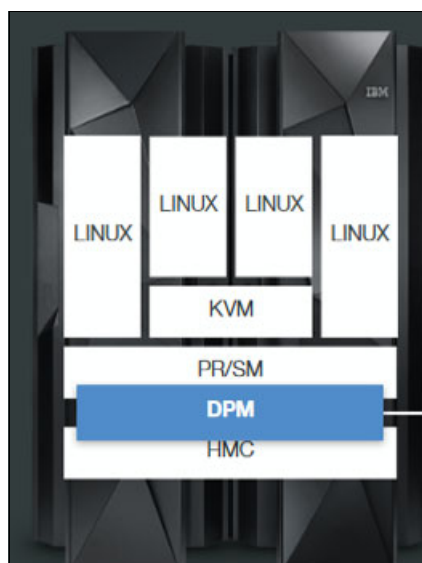 IBM
LINUX
LINUX
LINUX
LINUX
KVM
PR/SM
DPM
HMC